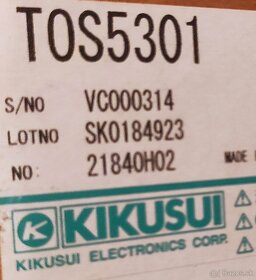 TOS5301
S/NO VC000314
LOTNO SK0184923
NO: 21840H02 MADE
K KIKUSUI
KIKUSUI ELECTRONICS CORP.